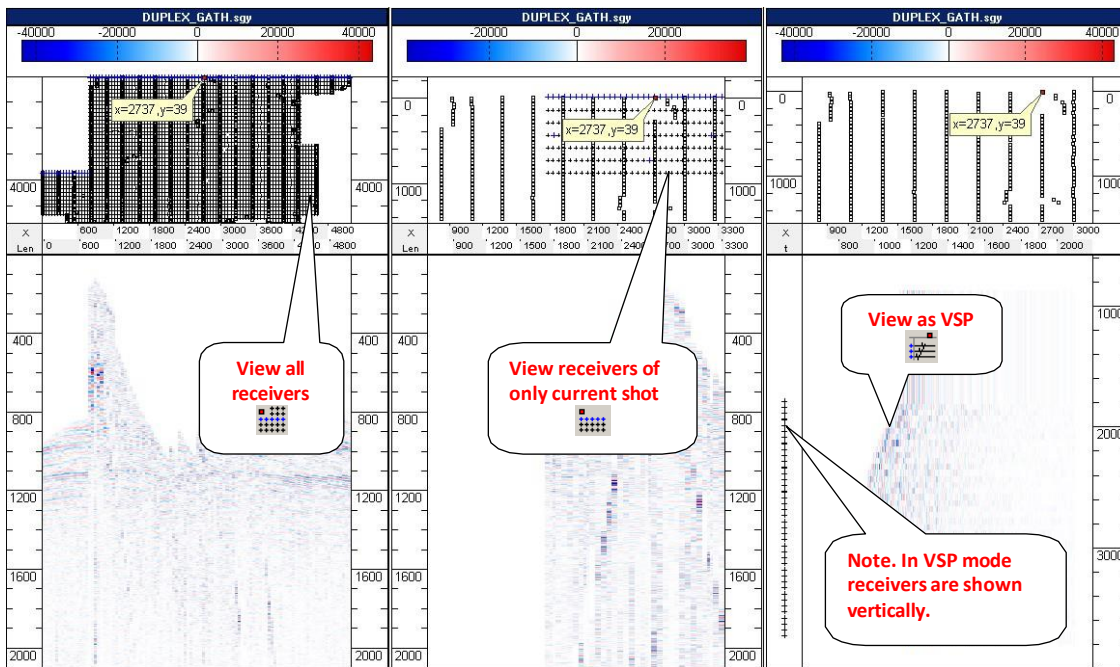 DUPLEX_GATH.sgy
-40000 -20000 0 20000 40000
x=2737,y=39
4000 4000
X 600 1200 1800 2400 3000 3600 4800
Len 0 600 1200 1800 2400 3000 3600 4800
400 400
View all
receivers
800 800
1200 1200
1600 1600
2000 2000
DUPLEX_GATH.sgy
-20000 0 20000
0 0
x=2737,y=39
1000 1000
X 900 1200 1500 1800 2100 2400 3000 3300
Len 900 1200 1500 1800 2100 2400 3000 3300
400 400
View receivers of
only current shot
800 800
1200 1200
1600 1600
2000 2000
DUPLEX_GATH.sgy
-40000 -20000 0 20000 40000
0 0
x=2737,y=39
1000 1000
X 900 1200 1500 1800 2100 2400 2700 3000
t 800 1000 1200 1400 1600 1800 2000
1000
View as VSP
2000 2000
Note. In VSP mode
receivers are shown
vertically.
3000 3000